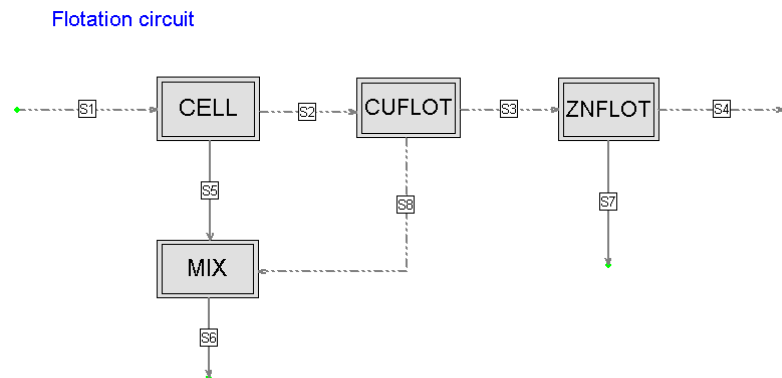 Flotation circuit
S1
CELL
S2
CUFLOT
S3
ZNFLOT
S4
S5
S8
S7
MIX
S6